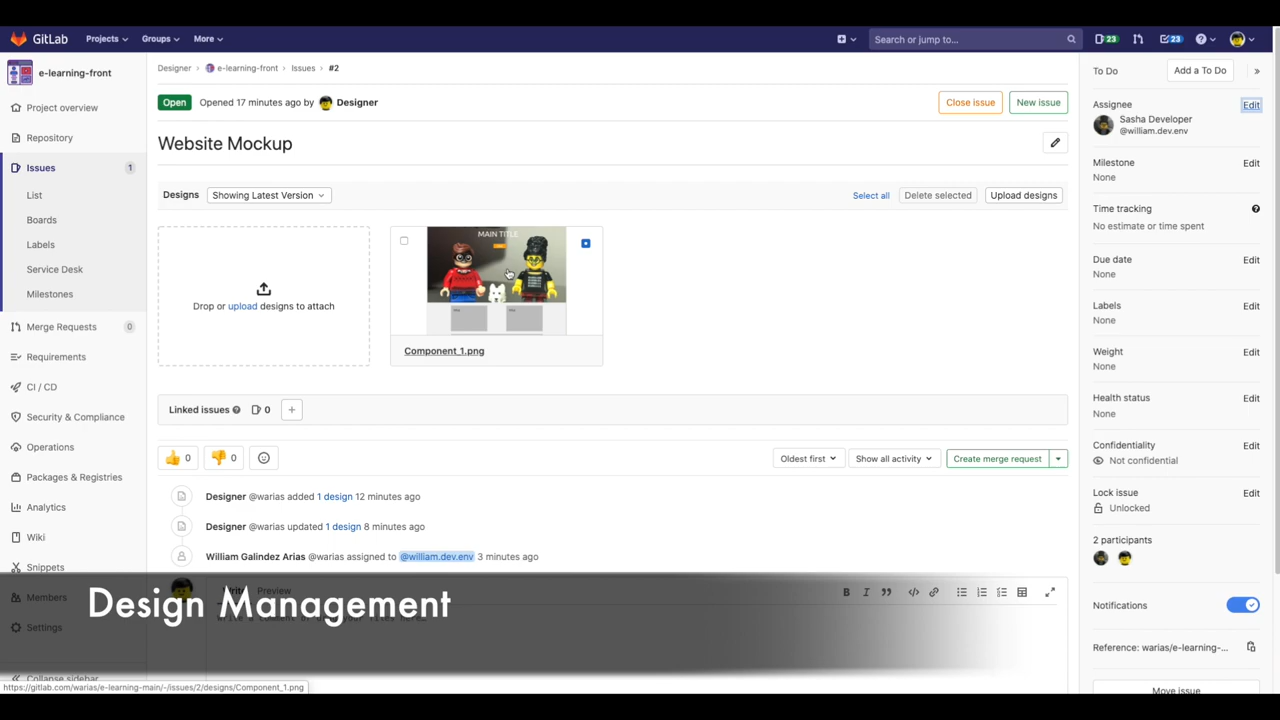 GitLab Projects Groups More Search or jump to... 23 23
e-learning-front
Project overview
Repository
Issues 1
List
Boards
Labels
Service Desk
Milestones
Merge Requests 0
Requirements
CI / CD
Security & Compliance
Operations
Packages & Registries
Analytics
Wiki
Snippets
Members
Settings
Collapse sidebar
Designer > e-learning-front > Issues > #2
Open Opened 17 minutes ago by Designer Close issue New issue
Website Mockup
Designs Showing Latest Version Select all Delete selected Upload designs
Drop or upload designs to attach
MAIN TITLE
Component_1.png
Linked issues 0 +
0 0 Oldest first Show all activity Create merge request
Designer @warias added 1 design 12 minutes ago
Designer @warias updated 1 design 8 minutes ago
William Galindez Arias @warias assigned to @william.dev.env 3 minutes ago
Write Preview B I
Design Management
To Do Add a To Do »
Assignee Edit
Sasha Developer
@william.dev.env
Milestone Edit
None
Time tracking
No estimate or time spent
Due date Edit
None
Labels Edit
None
Weight Edit
None
Health status Edit
None
Confidentiality Edit
Not confidential
Lock issue Edit
Unlocked
2 participants
Notifications
Reference: warias/e-learning-...
Move issue
https://gitlab.com/warias/e-learning-main/-/issues/2/designs/Component_1.png